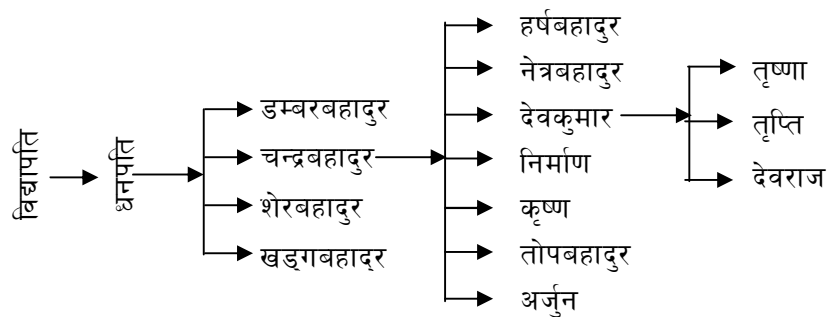 विद्यापति
धनपति
डम्बरबहादुर
चन्द्रबहादुर
शेरबहादुर
खड्गबहाद्र
हर्षबहादुर
नेत्रबहादुर
देवकुमार
निर्माण
कृष्ण
तोपबहादुर
अर्जुन
तृष्णा
तृप्ति
देवराज